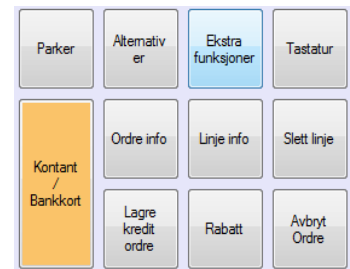 Parker
Alternativ
er
Ekstra
funksjoner
Tastatur
Kontant
/
Bankkort
Ordre info
Linje info
Slett linje
Lagre
kredit
ordre
Rabatt
Avbryt
Ordre